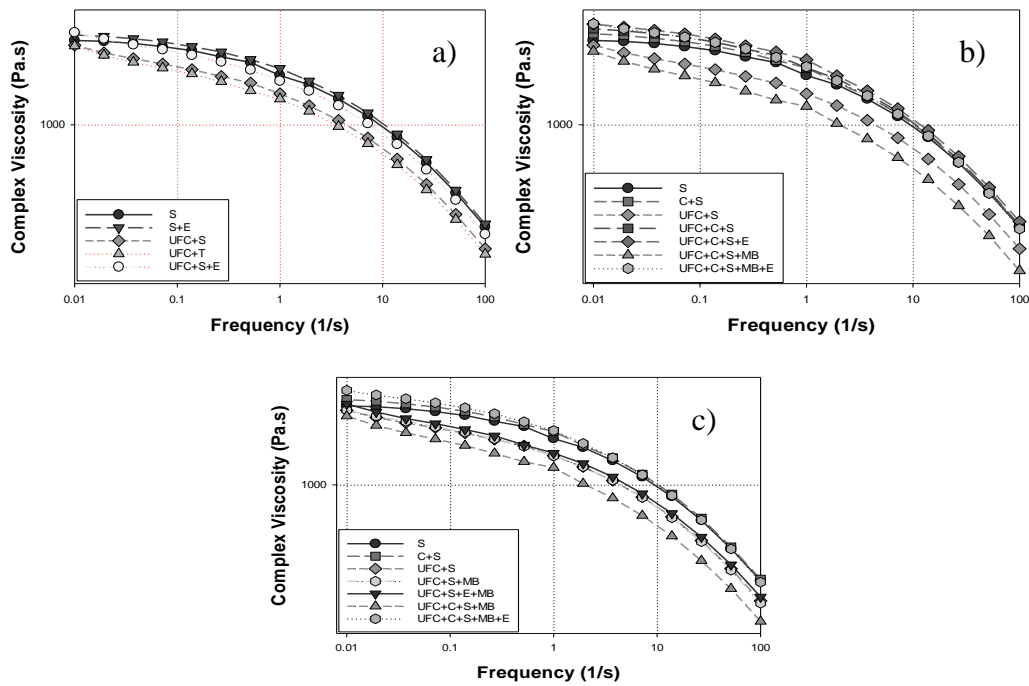 Complex Viscosity (Pa.s)
1000
a)
S
S+E
UFC+S
UFC+T
UFC+S+E
0.01 0.1 1 10 100
Frequency (1/s)
Complex Viscosity (Pa.s)
1000
b)
S
C+S
UFC+S
UFC+C+S
UFC+C+S+E
UFC+C+S+MB
UFC+C+S+MB+E
0.01 0.1 1 10 100
Frequency (1/s)
Complex Viscosity (Pa.s)
1000
c)
S
C+S
UFC+S
UFC+S+MB
UFC+S+E+MB
UFC+C+S+MB
UFC+C+S+MB+E
0.01 0.1 1 10 100
Frequency (1/s)